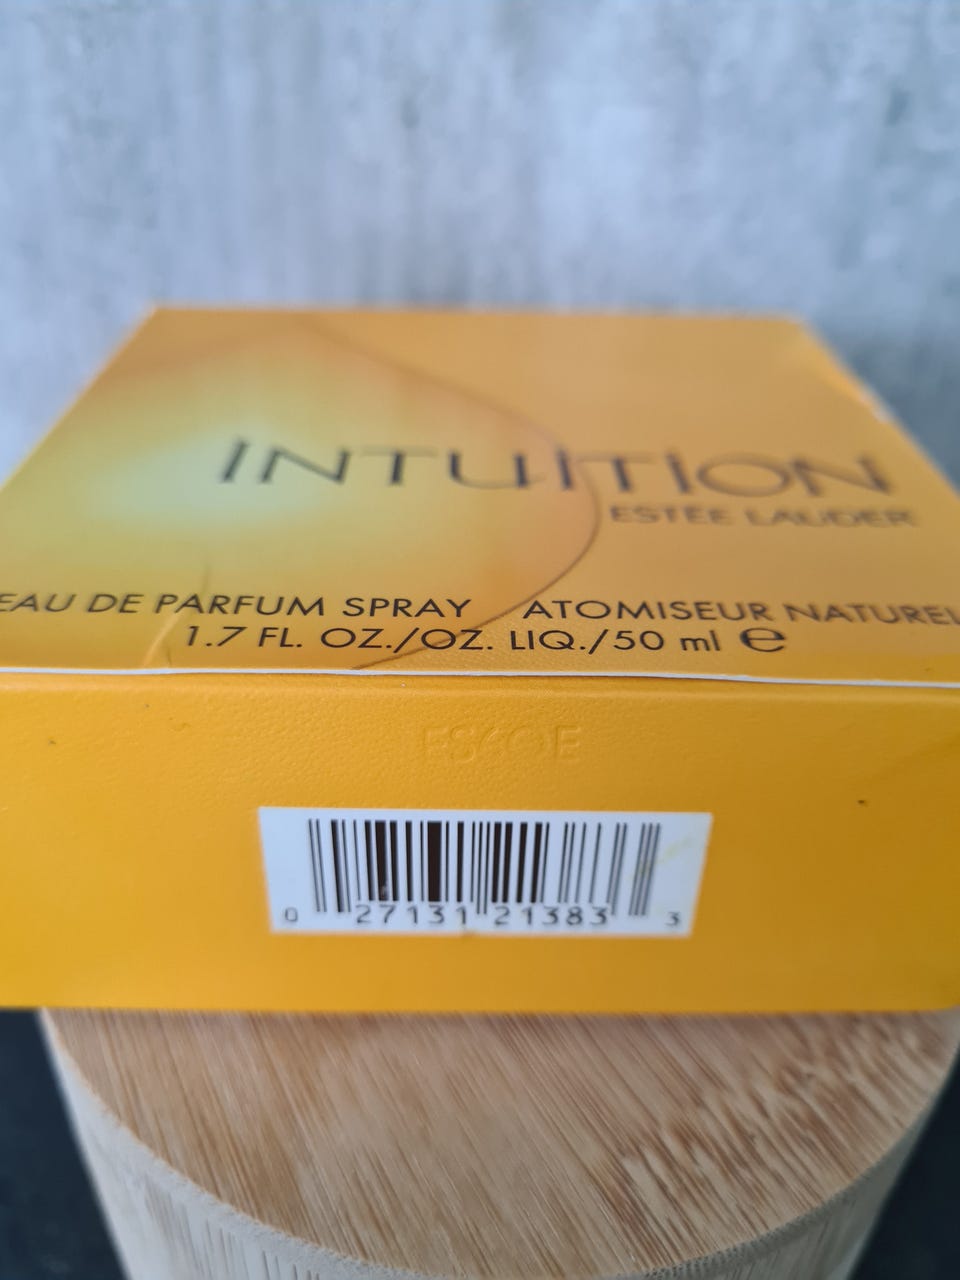 INTUITION
ESTĒE LAUDER
EAU DE PARFUM SPRAY ATOMISEUR NATUREL
1.7 FL. OZ./OZ. LIQ./50 ml ℮
0 27131 21383 3